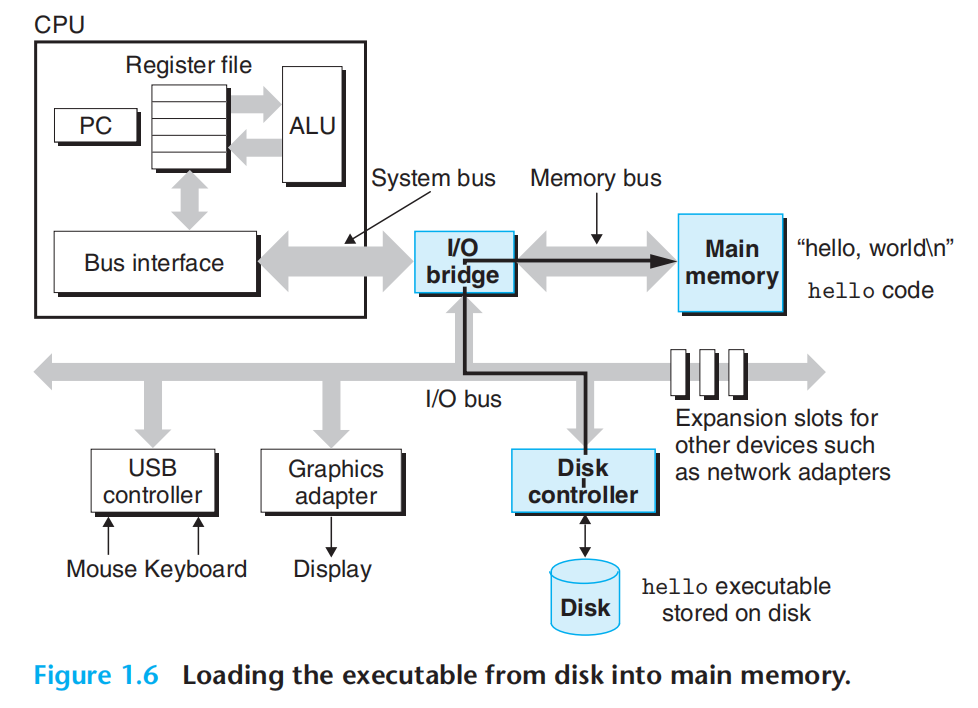 CPU
Register file
PC
ALU
System bus
Memory bus
Bus interface
I/O
bridge
Main
memory
“hello, world\n”
hello code
I/O bus
Expansion slots for
other devices such
as network adapters
USB
controller
Graphics
adapter
Disk
controller
Mouse Keyboard
Display
Disk
hello executable
stored on disk
Figure 1.6 Loading the executable from disk into main memory.